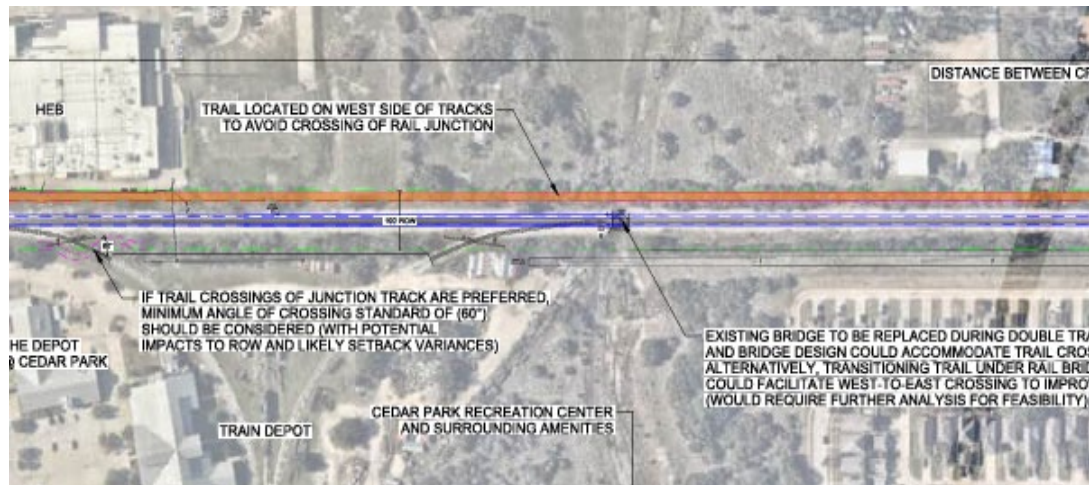 DISTANCE BETWEEN
HEB
TRAIL LOCATED ON WEST SIDE OF TRACKS
TO AVOID CROSSING OF RAIL JUNCTION
100' ROW
IF TRAIL CROSSINGS OF JUNCTION TRACK ARE PREFERRED,
MINIMUM ANGLE OF CROSSING STANDARD OF (60°)
SHOULD BE CONSIDERED (WITH POTENTIAL
IMPACTS TO ROW AND LIKELY SETBACK VARIANCES)
HE DEPOT
@ CEDAR PARK
TRAIN DEPOT
CEDAR PARK RECREATION CENTER
AND SURROUNDING AMENITIES
EXISTING BRIDGE TO BE REPLACED DURING DOUBLE TRA
AND BRIDGE DESIGN COULD ACCOMMODATE TRAIL CROS
ALTERNATIVELY, TRANSITIONING TRAIL UNDER RAIL BRID
COULD FACILITATE WEST-TO-EAST CROSSING TO IMPRO
(WOULD REQUIRE FURTHER ANALYSIS FOR FEASIBILITY)